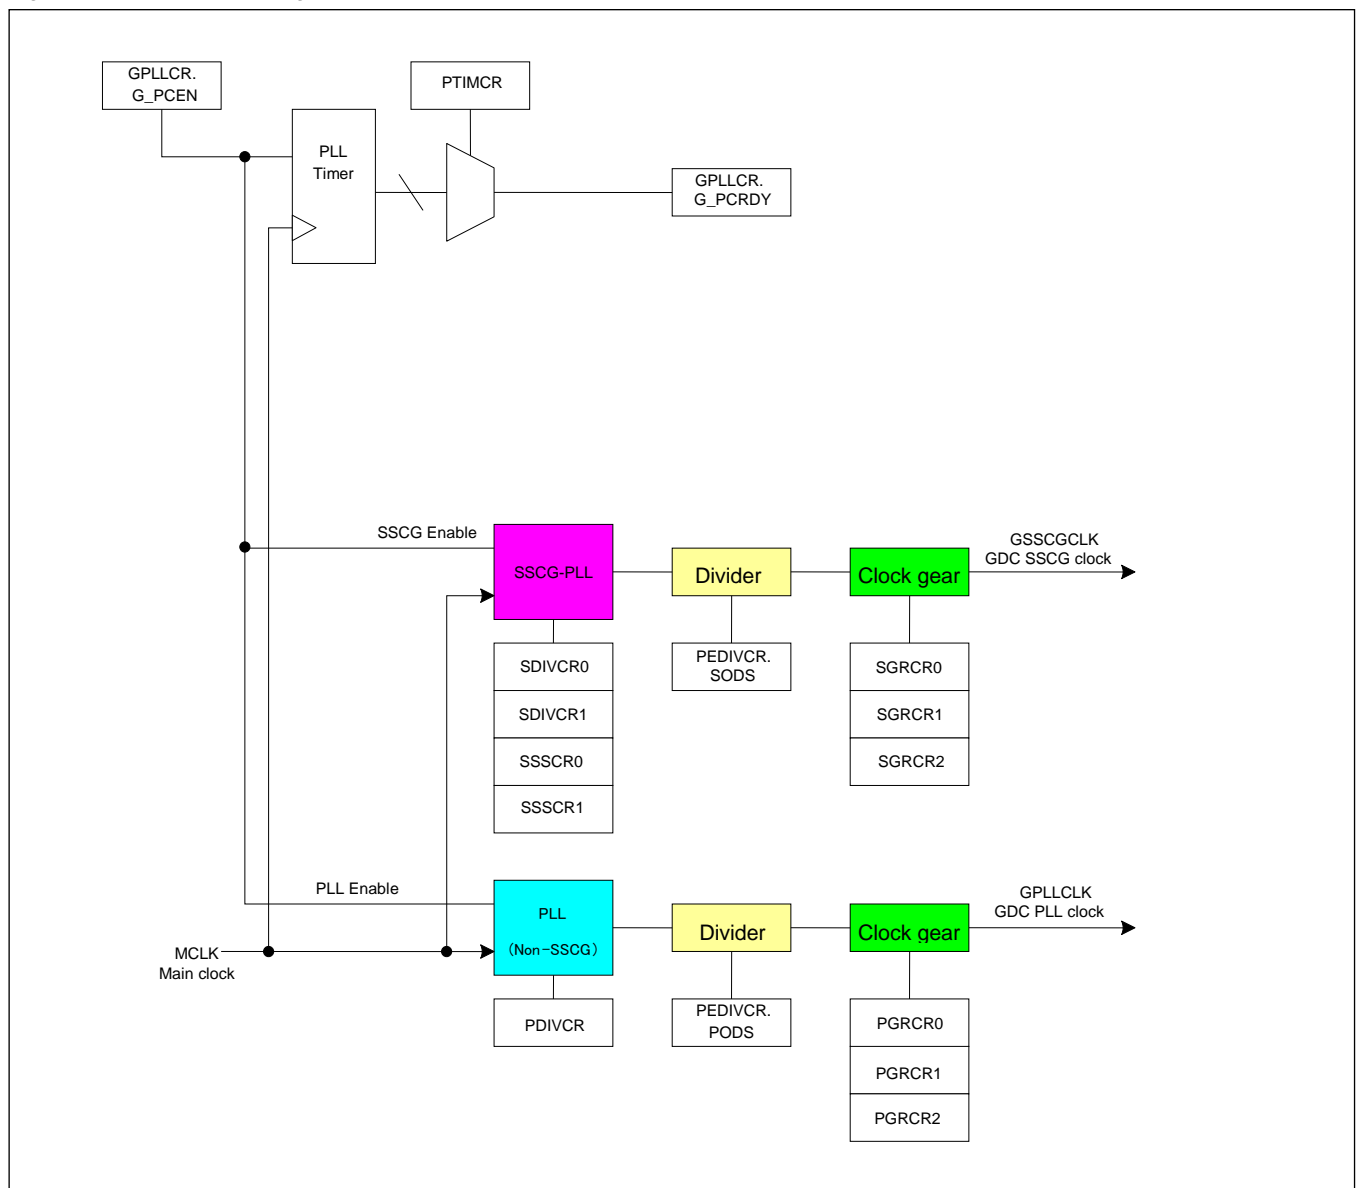 GPLLCR.
G_PCEN
PTIMCR
PLL
Timer
GPLLCR.
G_PCRDY
SSCG Enable
SSCG-PLL
Divider
Clock gear
GSSCGCLK
GDC SSCG clock
SDIVCR0
SDIVCR1
SSSCR0
SSSCR1
PEDIVCR.
SODS
SGRCR0
SGRCR1
SGRCR2
PLL Enable
MCLK
Main clock
PLL
(Non-SSCG)
Divider
Clock gear
GPLLCLK
GDC PLL clock
PDIVCR
PEDIVCR.
PODS
PGRCR0
PGRCR1
PGRCR2